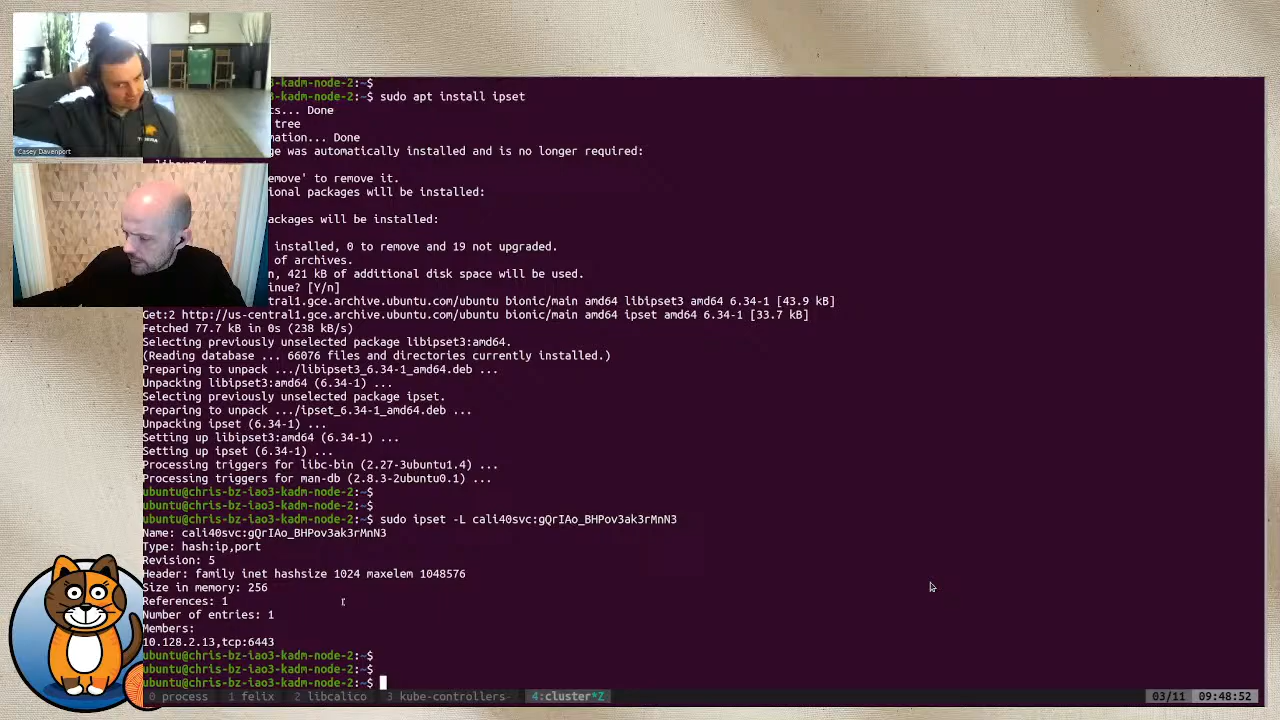 -kadm-node-2:~$
-kadm-node-2:~$ sudo apt install ipset
ts... Done
tree
mation... Done
ge was automatically installed and is no longer required:
emove' to remove it.
ional packages will be installed:
ackages will be installed:
installed, 0 to remove and 19 not upgraded.
of archives.
n, 421 kB of additional disk space will be used.
inue? [Y/n]
tral1.gce.archive.ubuntu.com/ubuntu bionic/main amd64 libipset3 amd64 6.34-1 [43.9 kB]
Get:2 http://us-central1.gce.archive.ubuntu.com/ubuntu bionic/main amd64 ipset amd64 6.34-1 [33.7 kB]
Fetched 77.7 kB in 0s (238 kB/s)
Selecting previously unselected package libipset3:amd64.
(Reading database ... 66076 files and directories currently installed.)
Preparing to unpack .../libipset3_6.34-1_amd64.deb ...
Unpacking libipset3:amd64 (6.34-1) ...
Selecting previously unselected package ipset.
Preparing to unpack .../ipset_6.34-1_amd64.deb ...
Unpacking ipset (6.34-1) ...
Setting up libipset3:amd64 (6.34-1) ...
Setting up ipset (6.34-1) ...
Processing triggers for libc-bin (2.27-3ubuntu1.4) ...
Processing triggers for man-db (2.8.3-2ubuntu0.1) ...
ubuntu@chris-bz-iao3-kadm-node-2:~$
ubuntu@chris-bz-iao3-kadm-node-2:~$
ubuntu@chris-bz-iao3-kadm-node-2:~$ sudo ipset list cali40svc:gQrIAo_BHPov3ak3rMnN3
Name: cali40svc:gQrIAo_BHPov3ak3rMnN3
Type: hash:ip,port
Revision: 5
Header: family inet hashsize 1024 maxelem 1048576
Size in memory: 256
References: 1
Number of entries: 1
Members:
10.128.2.13,tcp:6443
ubuntu@chris-bz-iao3-kadm-node-2:~$
ubuntu@chris-bz-iao3-kadm-node-2:~$
ubuntu@chris-bz-iao3-kadm-node-2:~$
0 process 1 felix 2 libcalico 3 kube-controllers- 4:cluster*Z 09:23:52
Casey Davenport